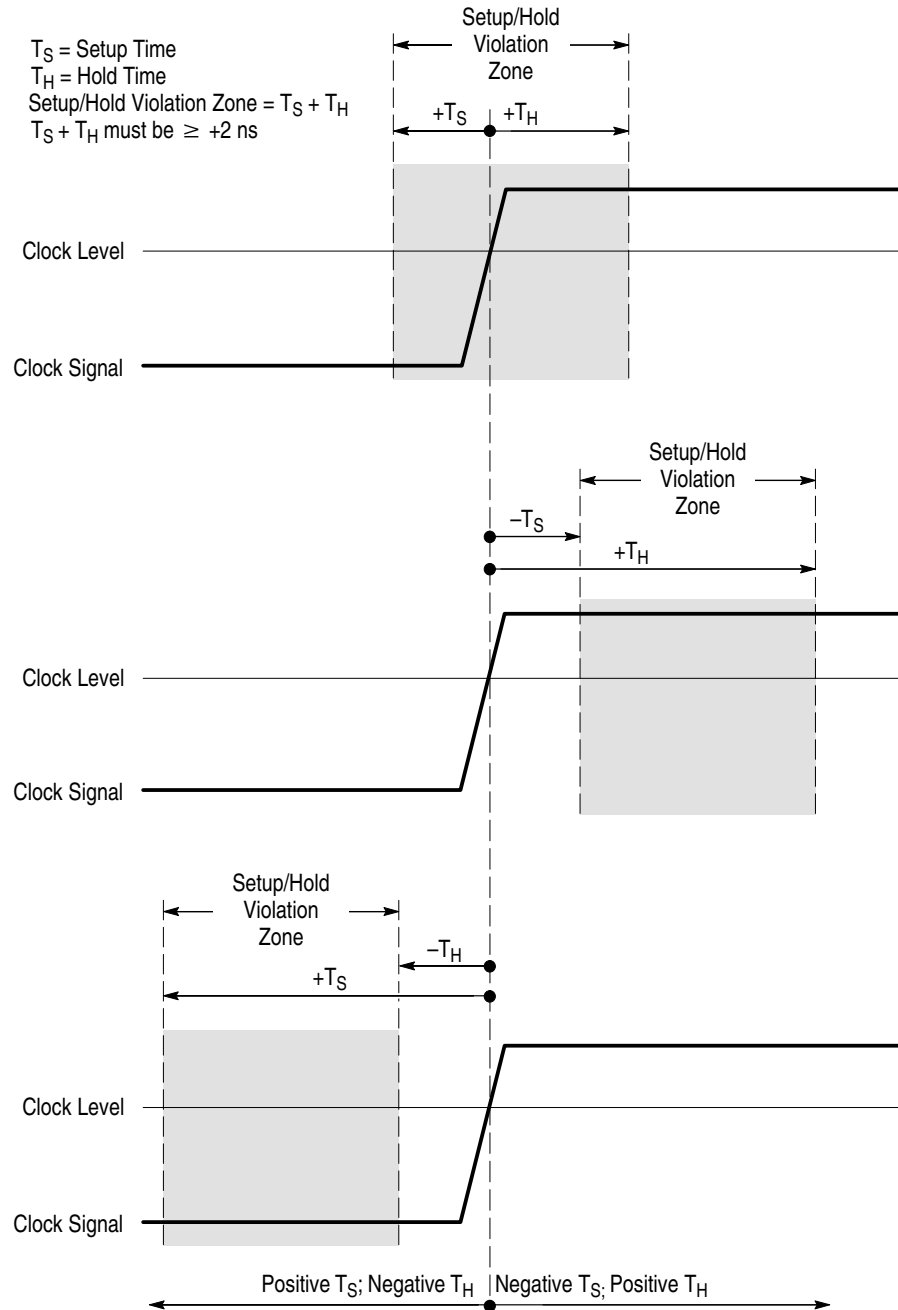 Setup/Hold
Violation
Zone
T_S = Setup Time
T_H = Hold Time
Setup/Hold Violation Zone = T_S + T_H
T_S + T_H must be ≥ +2 ns
+T_S
+T_H
Clock Level
Clock Signal
Setup/Hold
Violation
Zone
–T_S
+T_H
Clock Level
Clock Signal
Setup/Hold
Violation
Zone
–T_H
+T_S
Clock Level
Clock Signal
Positive T_S; Negative T_H
Negative T_S; Positive T_H